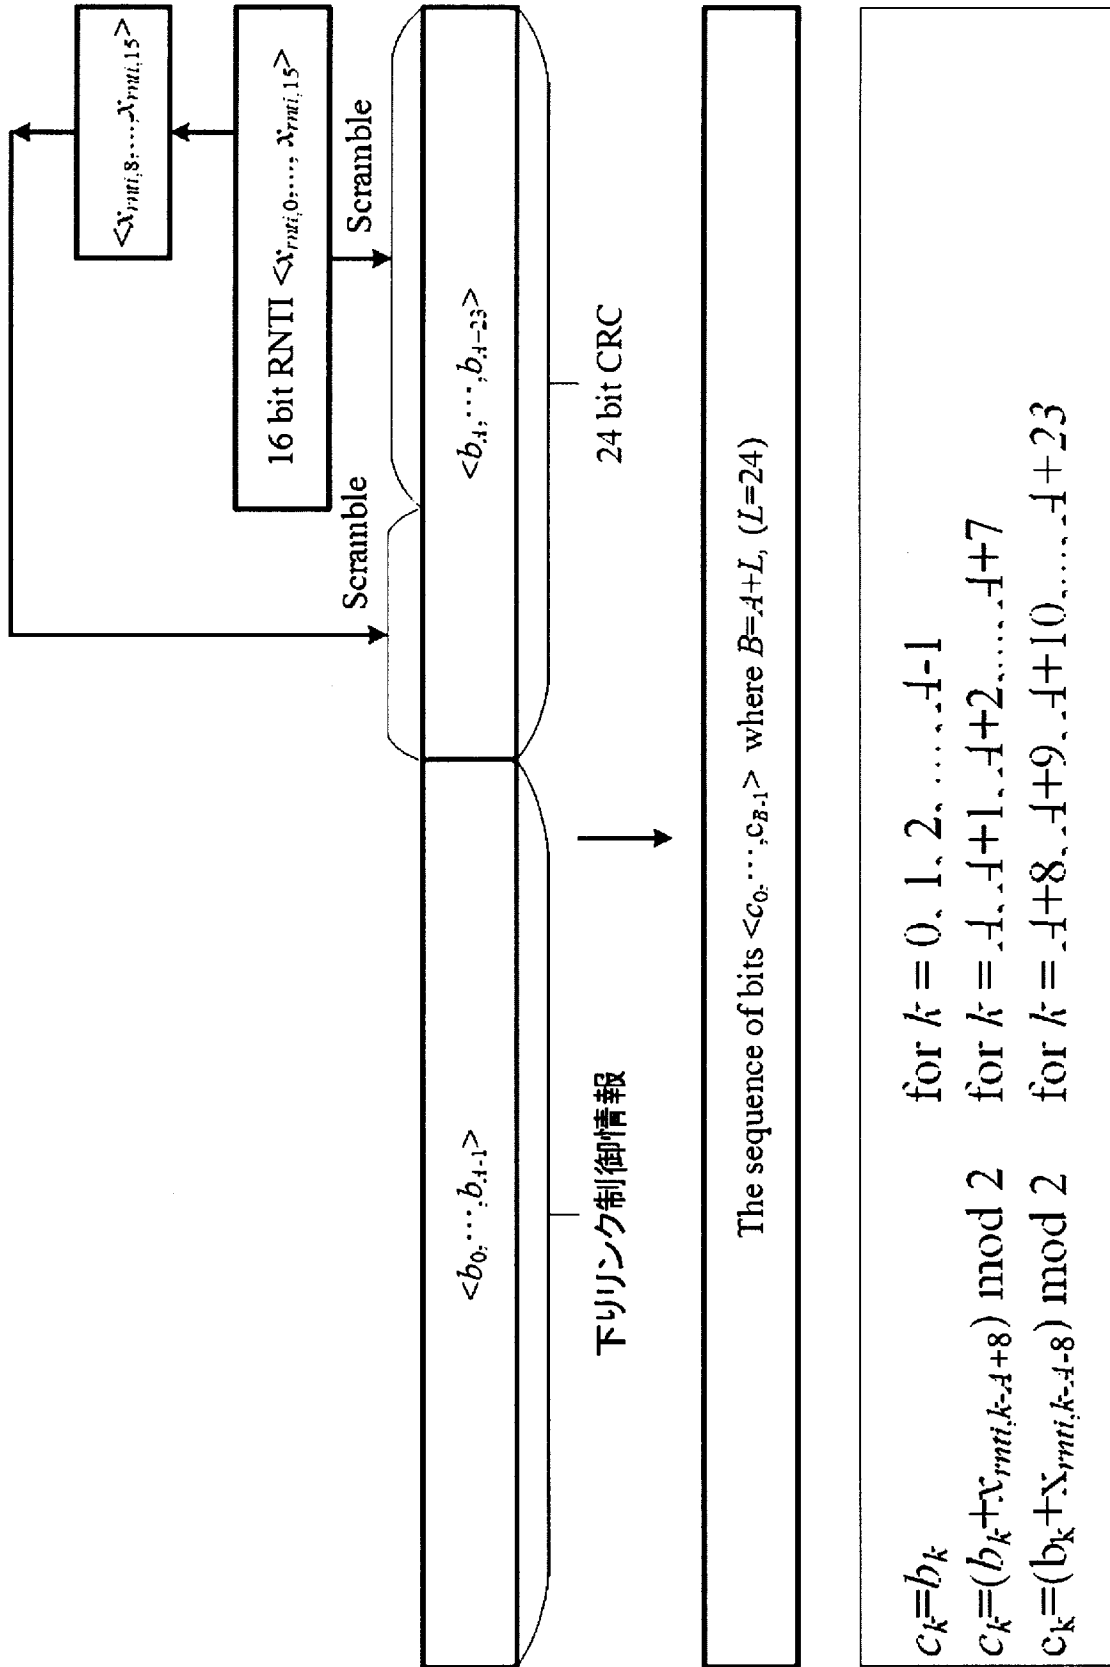 <x_rnti,8,…,x_rnti,15>
16 bit RNTI <x_rnti,0,…, x_rnti,15>
Scramble
Scramble
<b_0,…,b_A-1>
<b_A,…,b_A-23>
下りリンク制御情報
24 bit CRC
The sequence of bits <c_0,…,c_B-1> where B=A+L, (L=24)
c_k=b_k for k = 0, 1, 2, ……, A-1
c_k=(b_k+x_rnti,k-A+8) mod 2 for k = A, A+1, A+2, ……, A+7
c_k=(b_k+x_rnti,k-A-8) mod 2 for k = A+8, A+9, A+10, ……, A+23